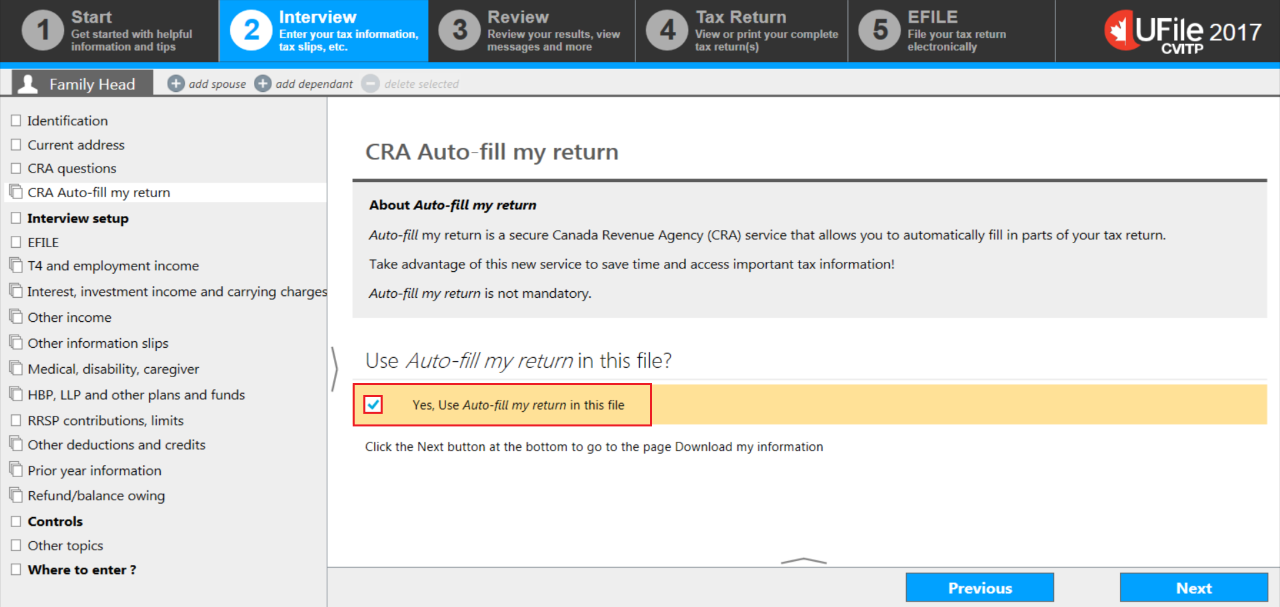 1
Start
Get started with helpful
information and tips
2
Interview
Enter your tax information,
tax slips, etc.
3
Review
Review your results, view
messages and more
4
Tax Return
View or print your complete
tax return(s)
5
EFILE
File your tax return
electronically
UFile 2017
CVITP
Family Head
add spouse
add dependant
delete selected
Identification
Current address
CRA questions
CRA Auto-fill my return
Interview setup
EFILE
T4 and employment income
Interest, investment income and carrying charges
Other income
Other information slips
Medical, disability, caregiver
HBP, LLP and other plans and funds
RRSP contributions, limits
Other deductions and credits
Prior year information
Refund/balance owing
Controls
Other topics
Where to enter ?
CRA Auto-fill my return
About Auto-fill my return
Auto-fill my return is a secure Canada Revenue Agency (CRA) service that allows you to automatically fill in parts of your tax return.
Take advantage of this new service to save time and access important tax information!
Auto-fill my return is not mandatory.
Use Auto-fill my return in this file?
Yes, Use Auto-fill my return in this file
Click the Next button at the bottom to go to the page Download my information
Previous
Next